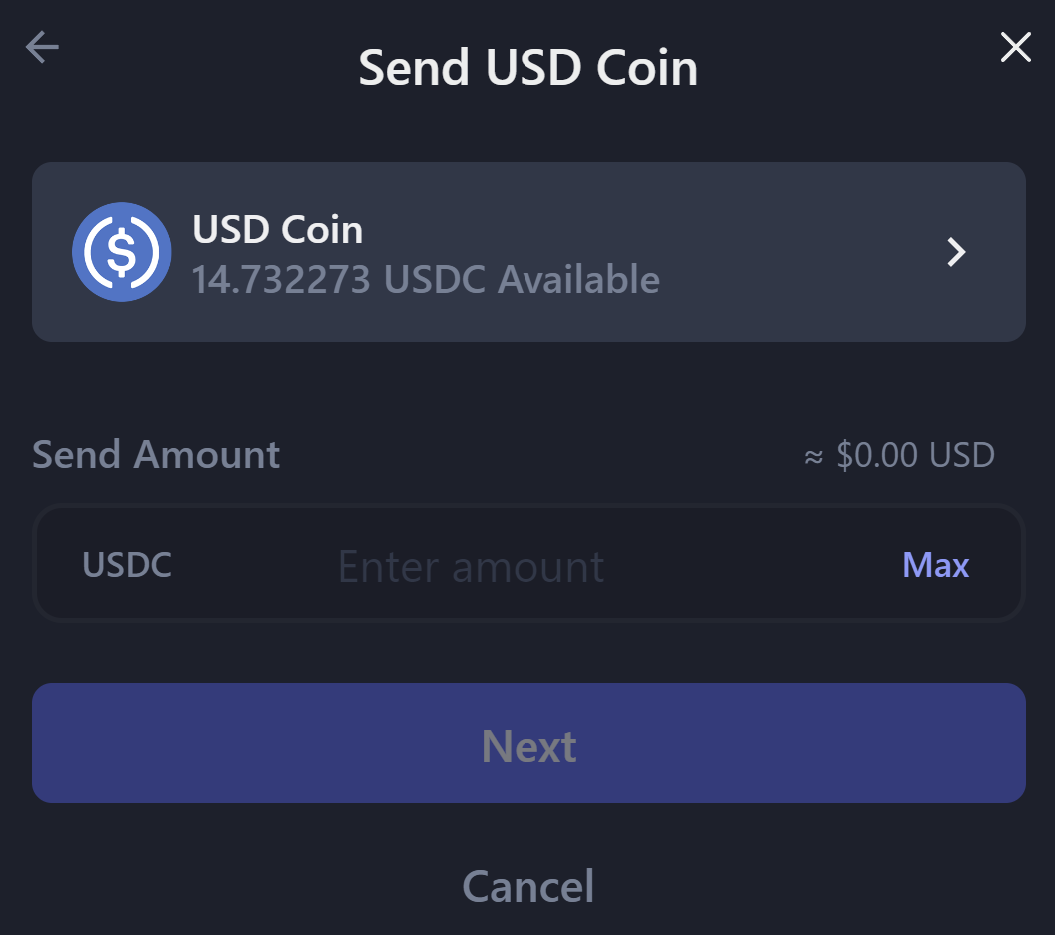 Send USD Coin
USD Coin
14.732273 USDC Available
Send Amount
≈ $0.00 USD
USDC
Enter amount
Max
Next
Cancel